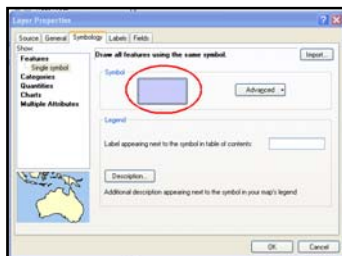 Layer Properties
Source General Symbology Labels Fields
Show:
Features
Single symbol
Categories
Quantities
Charts
Multiple Attributes
Draw all features using the same symbol.
Import...
Symbol
Advanced
Legend
Label appearing next to the symbol in table of contents:
Description...
Additional description appearing next to the symbol in your map's legend
OK Cancel